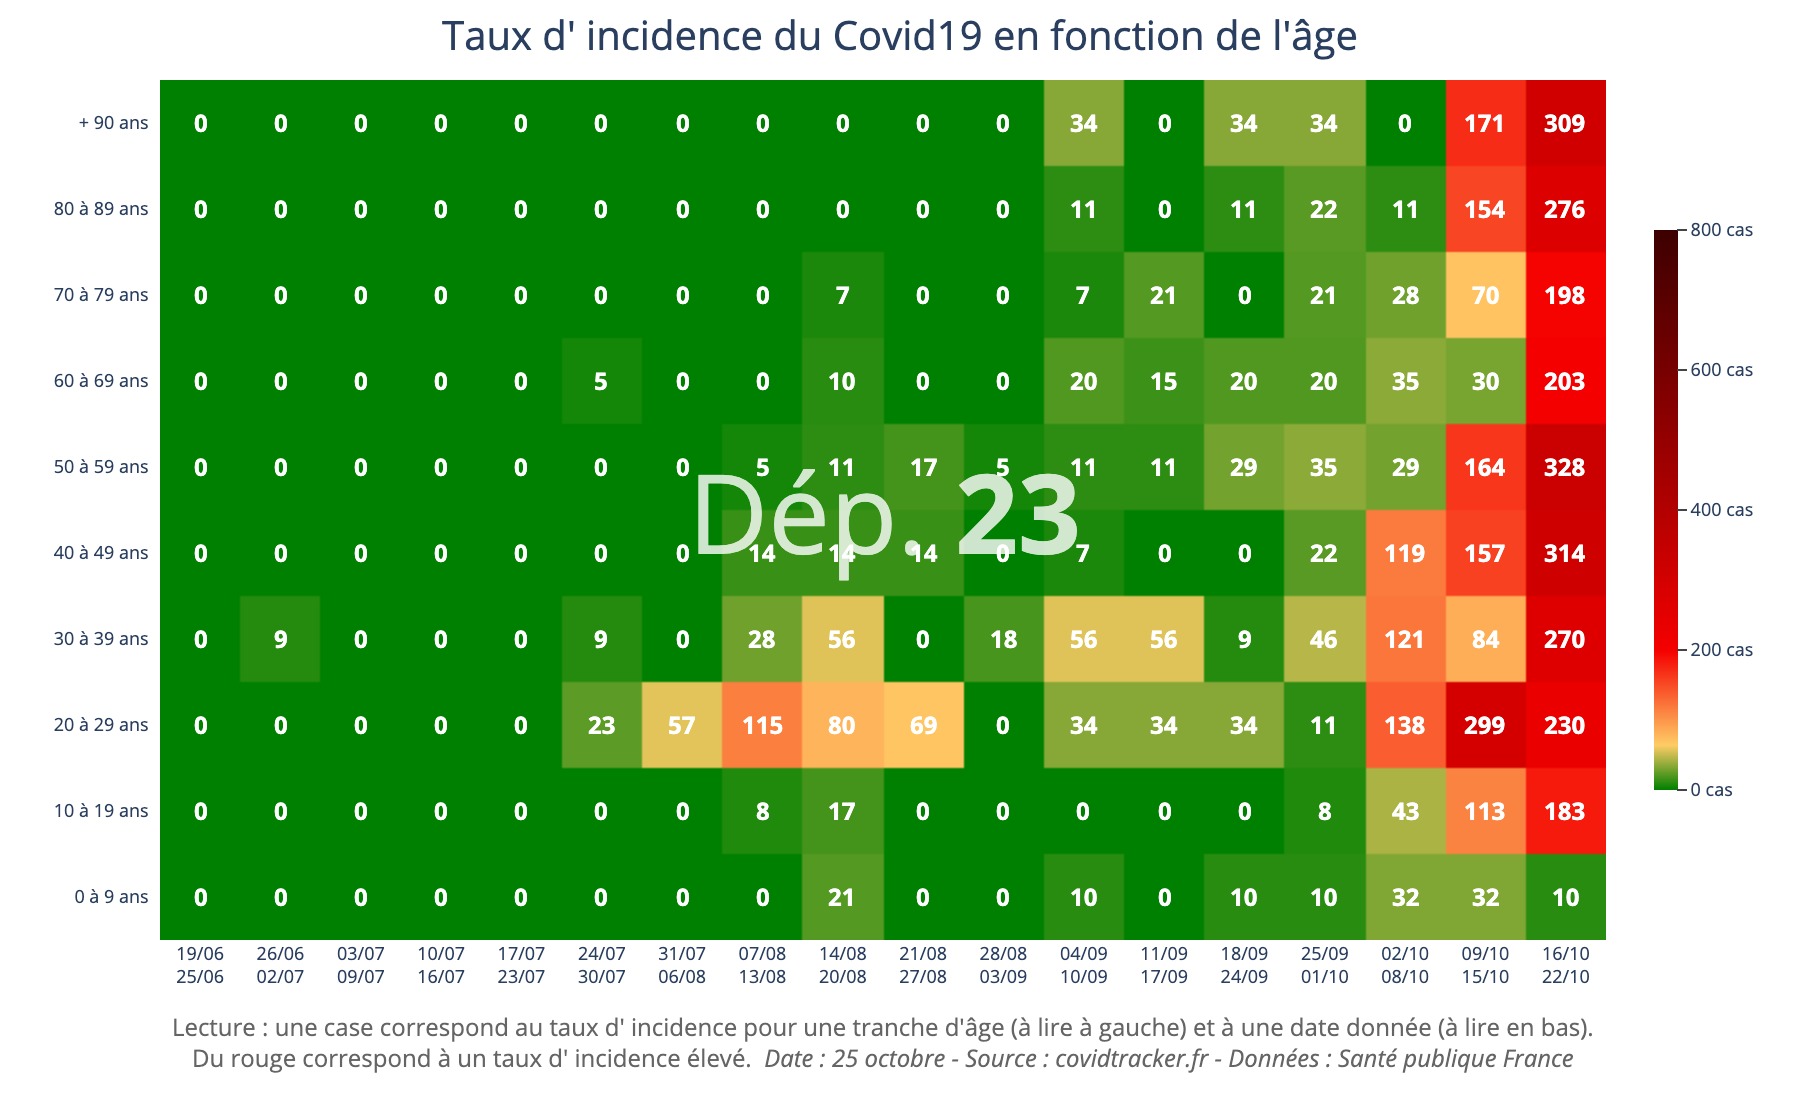 Taux d' incidence du Covid19 en fonction de l'âge
+ 90 ans 0 0 0 0 0 0 0 0 0 0 0 34 0 34 34 0 171 309
80 à 89 ans 0 0 0 0 0 0 0 0 0 0 0 11 0 11 22 11 154 276
800 cas
70 à 79 ans 0 0 0 0 0 0 0 0 7 0 0 7 21 0 21 28 70 198
600 cas
60 à 69 ans 0 0 0 0 0 5 0 0 10 0 0 20 15 20 20 35 30 203
50 à 59 ans 0 0 0 0 0 0 0 5 11 17 5 11 11 29 35 29 164 328
Dép. 23
400 cas
40 à 49 ans 0 0 0 0 0 0 0 14 14 14 0 7 0 0 22 119 157 314
30 à 39 ans 0 9 0 0 0 9 0 28 56 0 18 56 56 9 46 121 84 270
200 cas
20 à 29 ans 0 0 0 0 0 23 57 115 80 69 0 34 34 34 11 138 299 230
0 cas
10 à 19 ans 0 0 0 0 0 0 0 8 17 0 0 0 0 0 8 43 113 183
0 à 9 ans 0 0 0 0 0 0 0 0 21 0 0 10 0 10 10 32 32 10
19/06 26/06 03/07 10/07 17/07 24/07 31/07 07/08 14/08 21/08 28/08 04/09 11/09 18/09 25/09 02/10 09/10 16/10
25/06 02/07 09/07 16/07 23/07 30/07 06/08 13/08 20/08 27/08 03/09 10/09 17/09 24/09 01/10 08/10 15/10 22/10
Lecture : une case correspond au taux d' incidence pour une tranche d'âge (à lire à gauche) et à une date donnée (à lire en bas).
Du rouge correspond à un taux d' incidence élevé. Date : 25 octobre - Source : covidtracker.fr - Données : Santé publique France